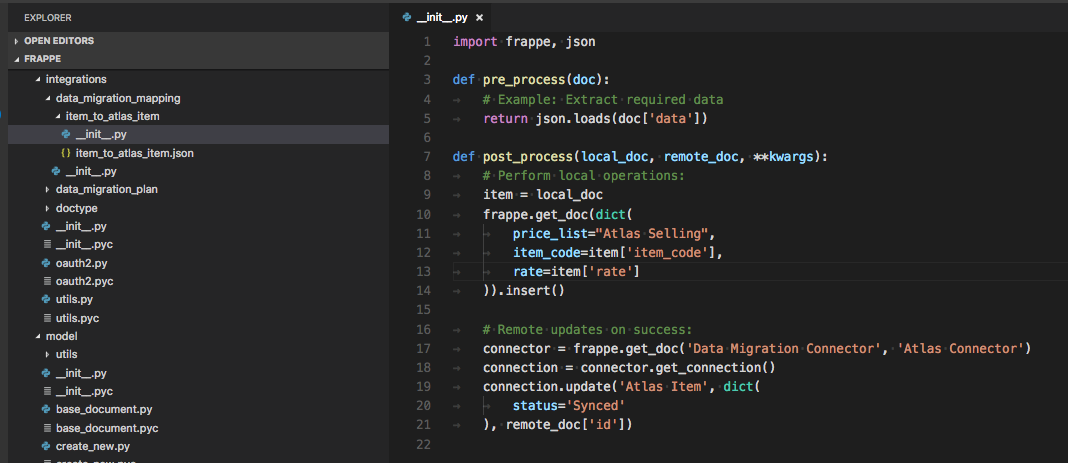 EXPLORER
OPEN EDITORS
FRAPPE
integrations
data_migration_mapping
item_to_atlas_item
__init__.py
item_to_atlas_item.json
__init__.py
data_migration_plan
doctype
__init__.py
__init__.pyc
oauth2.py
oauth2.pyc
utils.py
utils.pyc
model
utils
__init__.py
__init__.pyc
base_document.py
base_document.pyc
create_new.py
create_new.pyc
__init__.py ×
1 import frappe, json
2
3 def pre_process(doc):
4 # Example: Extract required data
5 return json.loads(doc['data'])
6
7 def post_process(local_doc, remote_doc, **kwargs):
8 # Perform local operations:
9 item = local_doc
10 frappe.get_doc(dict(
11 price_list="Atlas Selling",
12 item_code=item['item_code'],
13 rate=item['rate']
14 )).insert()
15
16 # Remote updates on success:
17 connector = frappe.get_doc('Data Migration Connector', 'Atlas Connector')
18 connection = connector.get_connection()
19 connection.update('Atlas Item', dict(
20 status='Synced'
21 ), remote_doc['id'])
22